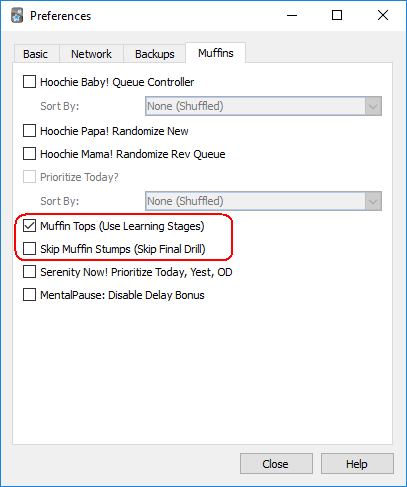 Preferences
Basic Network Backups Muffins
Hoochie Baby! Queue Controller
Sort By: None (Shuffled)
Hoochie Papa! Randomize New
Hoochie Mama! Randomize Rev Queue
Prioritize Today?
Sort By: None (Shuffled)
Muffin Tops (Use Learning Stages)
Skip Muffin Stumps (Skip Final Drill)
Serenity Now! Prioritize Today, Yest, OD
MentalPause: Disable Delay Bonus
Close Help